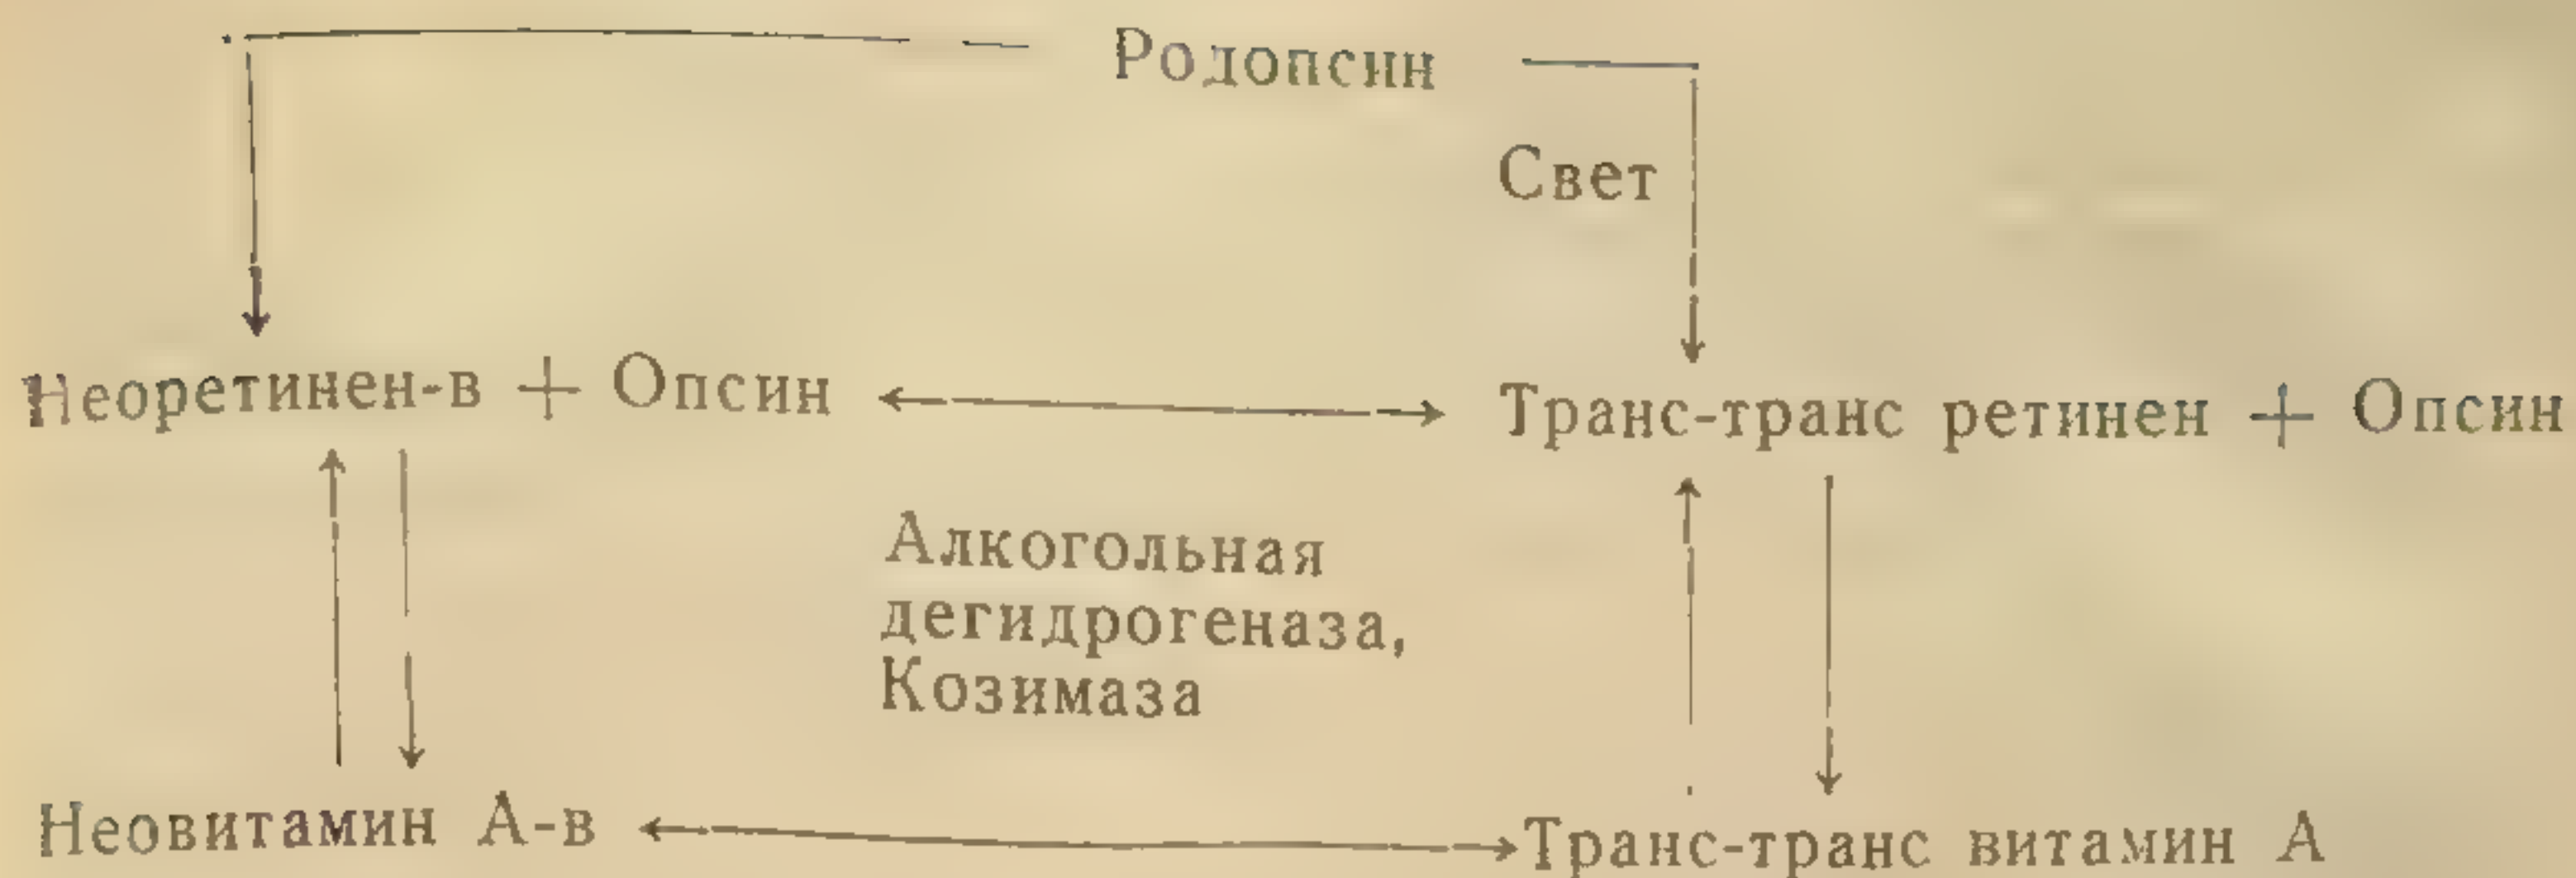 Родопсин
Свет
Неоретинен-в + Опсин
Транс-транс ретинен + Опсин
Алкогольная
дегидрогеназа,
Козимаза
Неовитамин А-в
Транс-транс витамин А